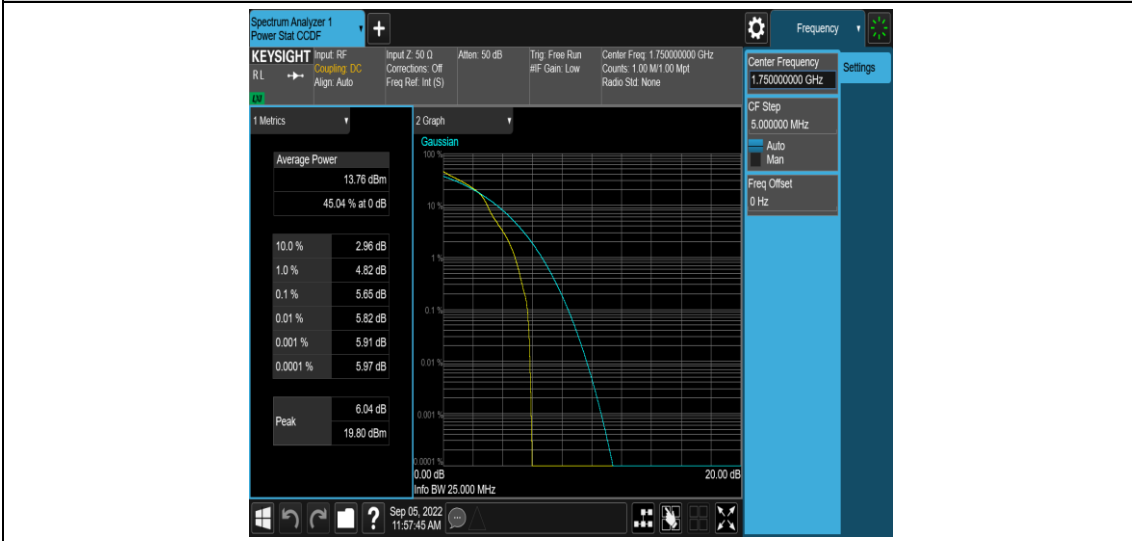 Spectrum Analyzer 1
Power Stat CCDF
+
Frequency
KEYSIGHT
RL
Input: RF
Coupling: DC
Align: Auto
Input Z: 50 Ω
Corrections: Off
Freq Ref: Int (S)
Atten: 50 dB
Trig: Free Run
#IF Gain: Low
Center Freq: 1.750000000 GHz
Counts: 1.00 M/1.00 Mpt
Radio Std: None
Center Frequency
1.750000000 GHz
Settings
CF Step
5.000000 MHz
Auto
Man
Freq Offset
0 Hz
1 Metrics
Average Power
13.76 dBm
45.04 % at 0 dB
10.0 % 2.96 dB
1.0 % 4.82 dB
0.1 % 5.65 dB
0.01 % 5.82 dB
0.001 % 5.91 dB
0.0001 % 5.97 dB
Peak
6.04 dB
19.80 dBm
2 Graph
Gaussian
100 %
10 %
1 %
0.1 %
0.01 %
0.001 %
0.0001 %
0.00 dB 20.00 dB
Info BW 25.000 MHz
?
Sep 05, 2022
11:57:45 AM